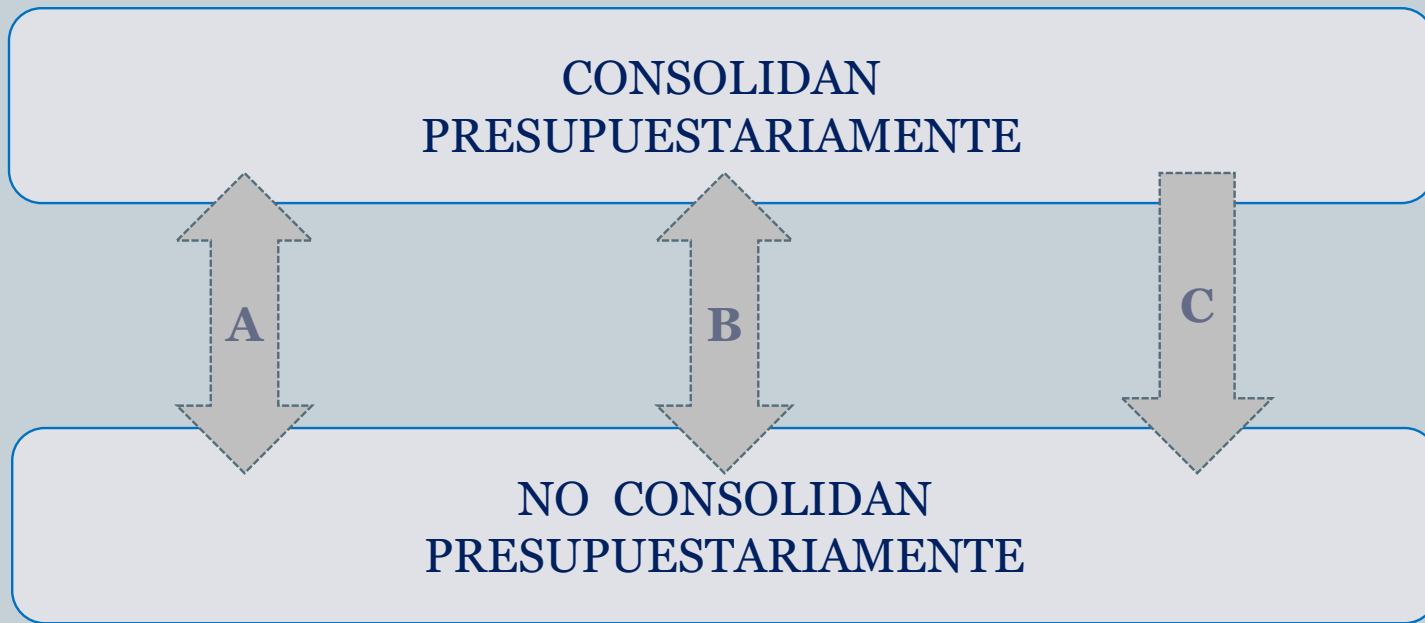 CONSOLIDAN
PRESUPUESTARIAMENTE
A
B
C
NO CONSOLIDAN
PRESUPUESTARIAMENTE